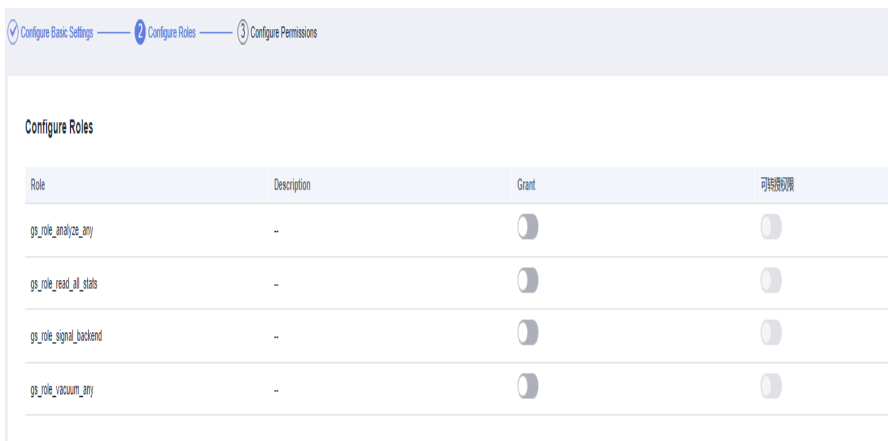 Configure Basic Settings 2 Configure Roles 3 Configure Permissions
Configure Roles
Role Description Grant 可转授权限
gs_role_analyze_any --
gs_role_read_all_stats --
gs_role_signal_backend --
gs_role_vacuum_any --